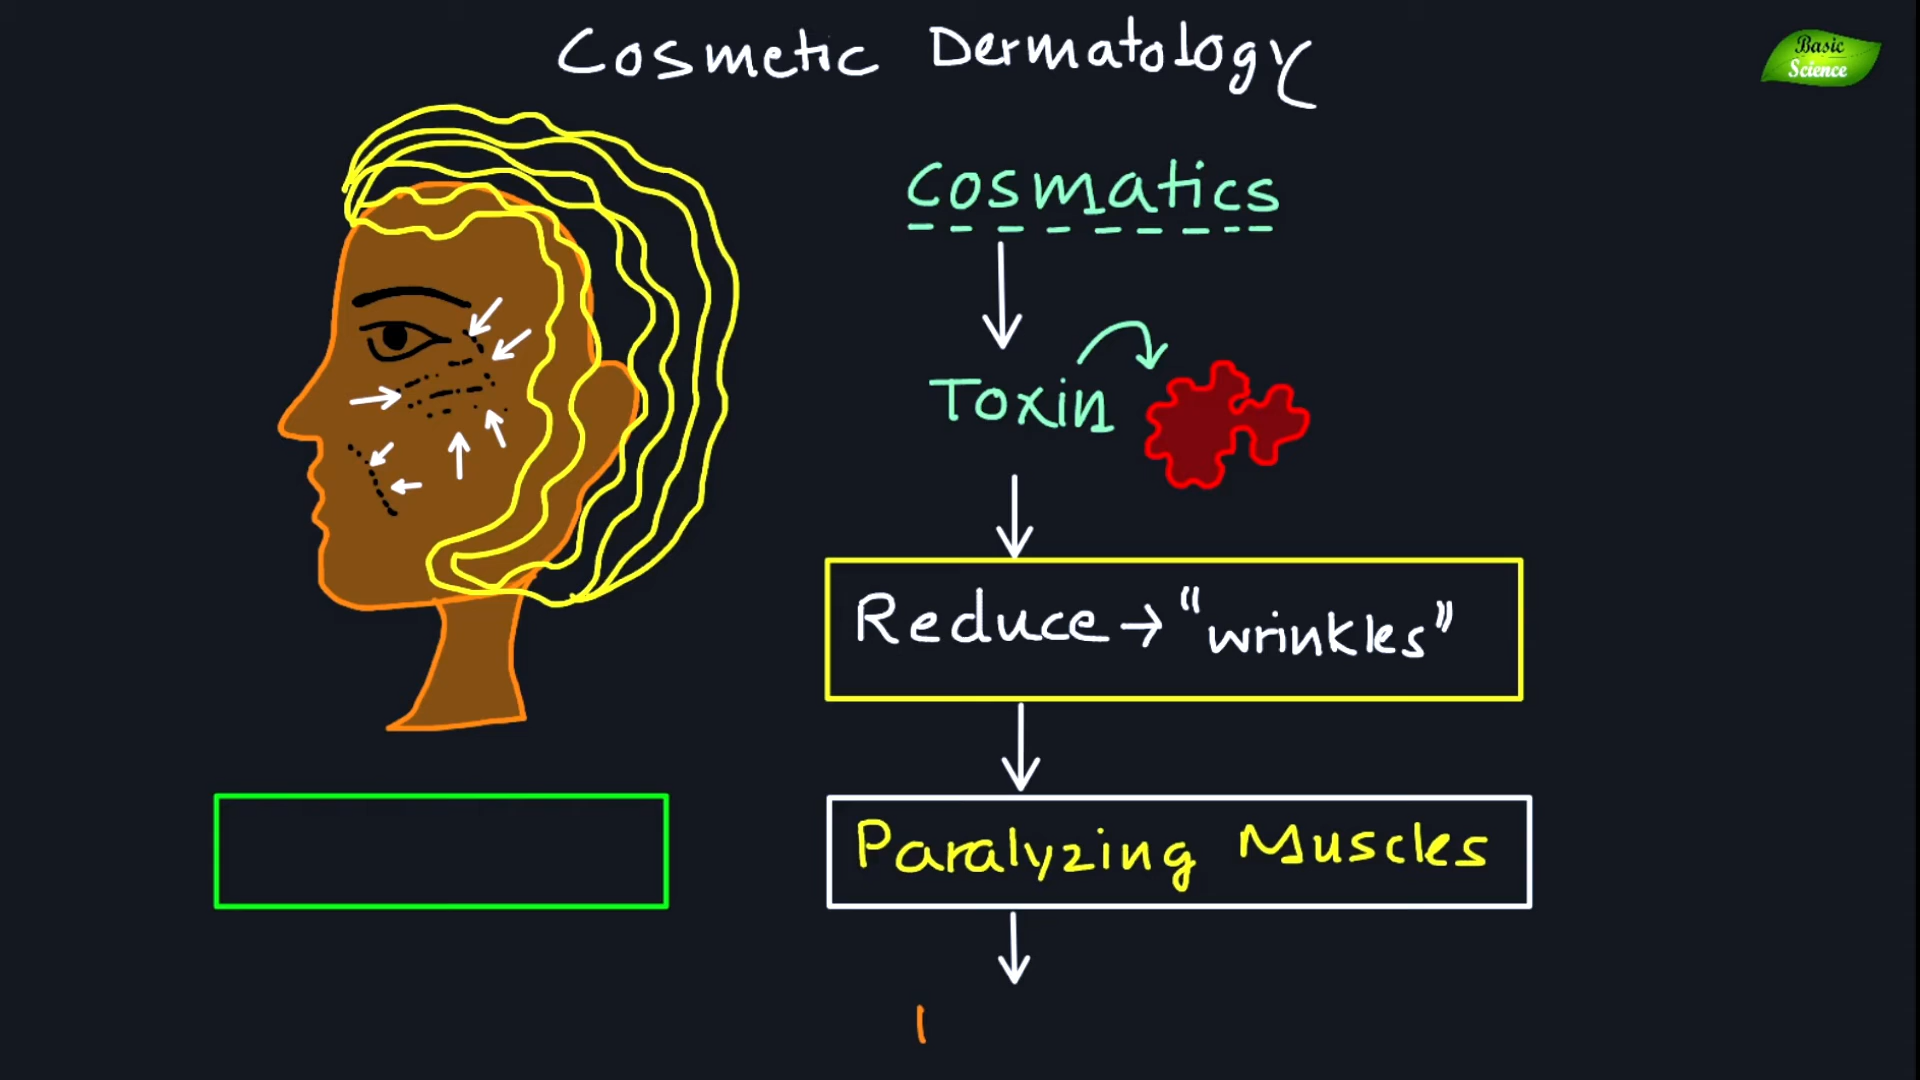 Cosmetic Dermatology
Basic
Science
Cosmatics
Toxin
Reduce → "wrinkles"
Paralyzing Muscles